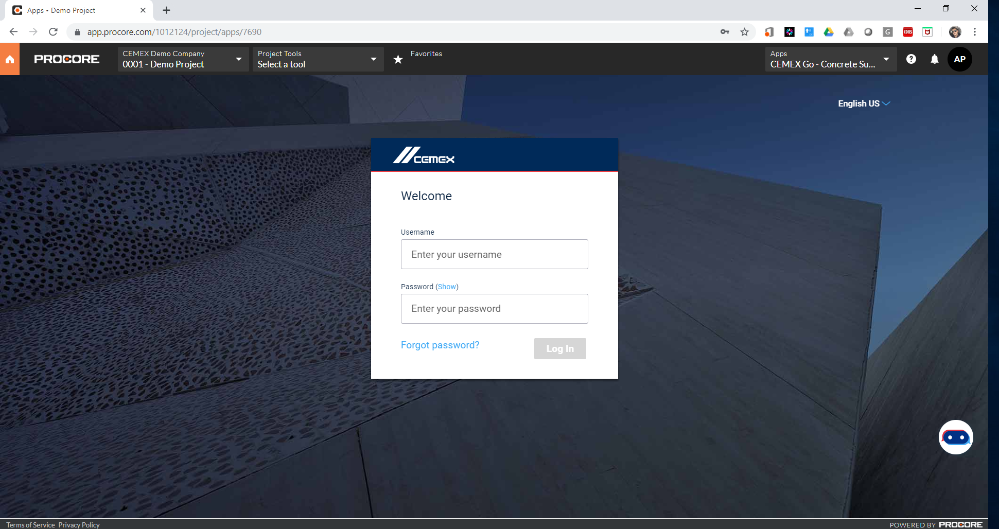 Apps • Demo Project
app.procore.com/1012124/project/apps/7690
G
CORS
PROCORE
CEMEX Demo Company
0001 - Demo Project
Project Tools
Select a tool
Favorites
Apps
CEMEX Go - Concrete Su...
?
AP
English US
CEMEX
Welcome
Username
Enter your username
Password (Show)
Enter your password
Forgot password?
Log In
Terms of Service Privacy Policy
POWERED BY PROCORE